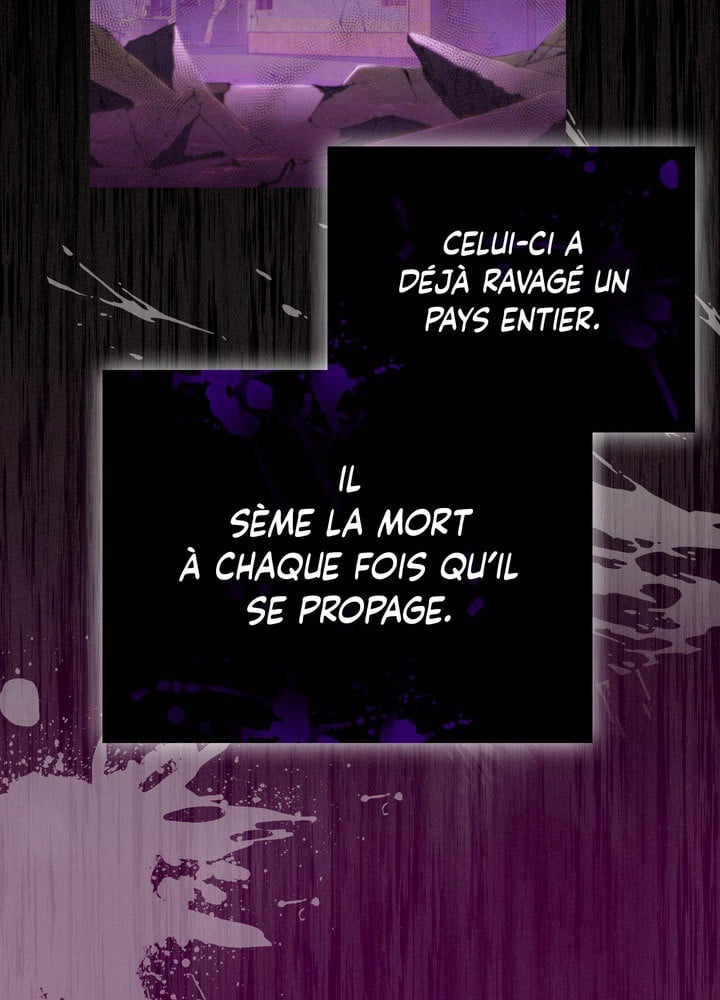 CELUI-CI A
DÉJÀ RAVAGÉ UN
PAYS ENTIER.
IL
SÈME LA MORT
À CHAQUE FOIS QU'IL
SE PROPAGE.